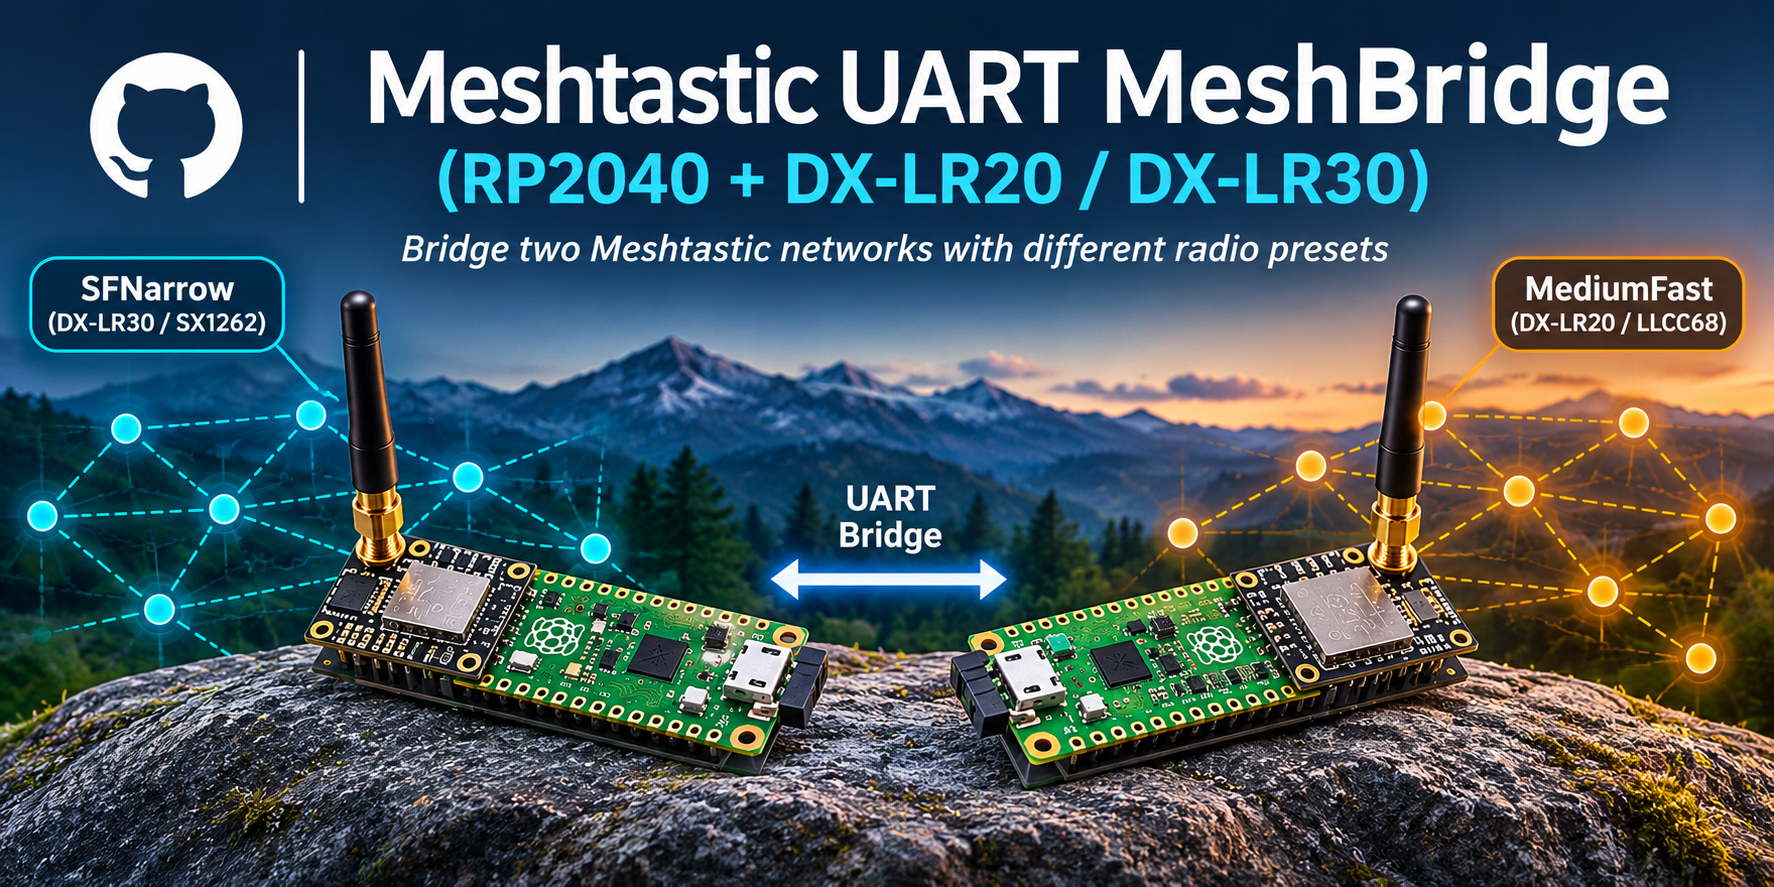 Meshtastic UART MeshBridge
(RP2040 + DX-LR20 / DX-LR30)
Bridge two Meshtastic networks with different radio presets
SFNarrow
(DX-LR30 / SX1262)
MediumFast
(DX-LR20 / LLCC68)
UART
Bridge